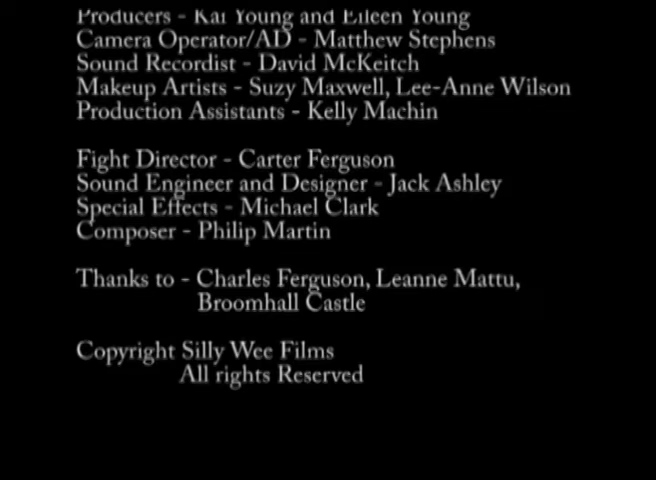 Producers - Kai Young and Eileen Young
Camera Operator/AD - Matthew Stephens
Sound Recordist - David McKeitch
Makeup Artists - Suzy Maxwell, Lee-Anne Wilson
Production Assistants - Kelly Machin
Fight Director - Carter Ferguson
Sound Engineer and Designer - Jack Ashley
Special Effects - Michael Clark
Composer - Philip Martin
Thanks to - Charles Ferguson, Leanne Mattu,
Broomhall Castle
Copyright Silly Wee Films
All rights Reserved